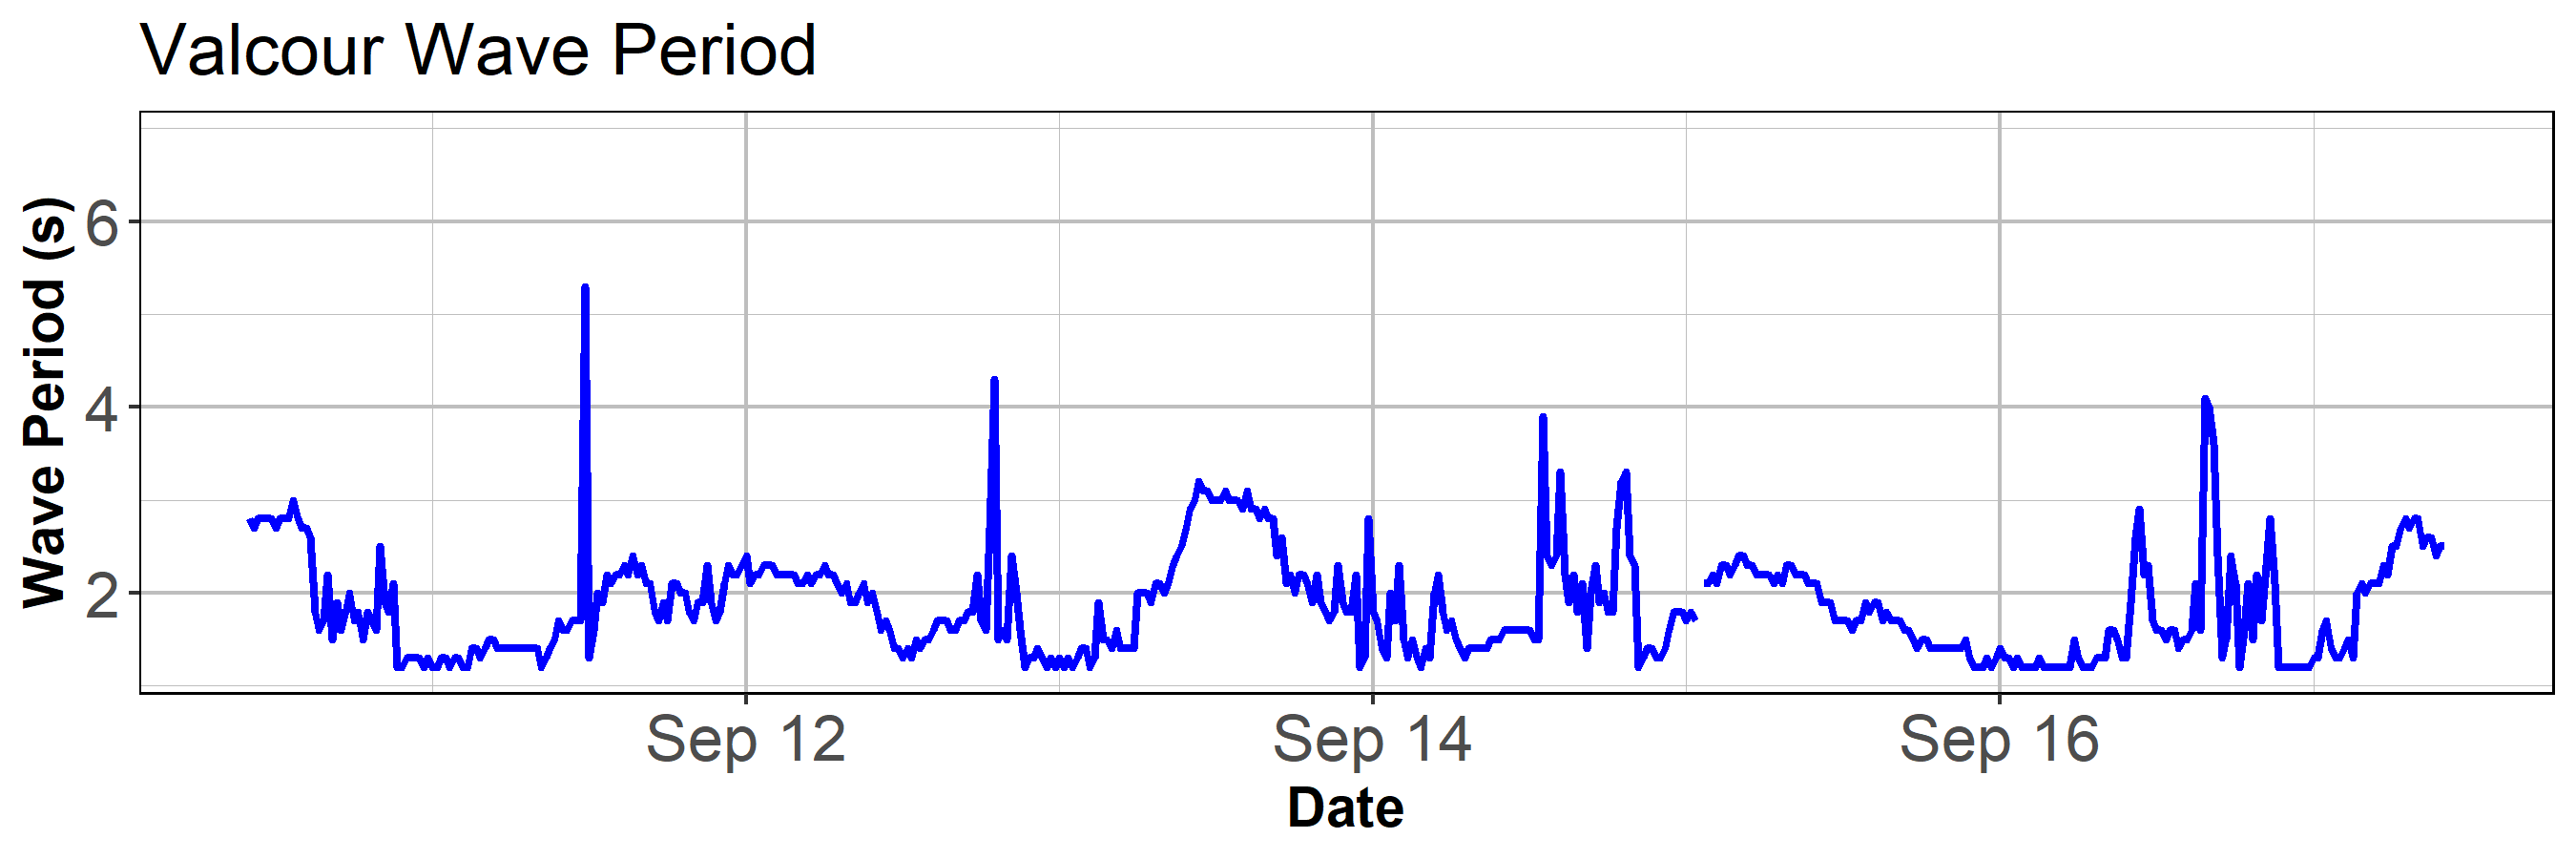 Valcour Wave Period
Wave Period (s)
6
4
2
Sep 12 Sep 14 Sep 16
Date